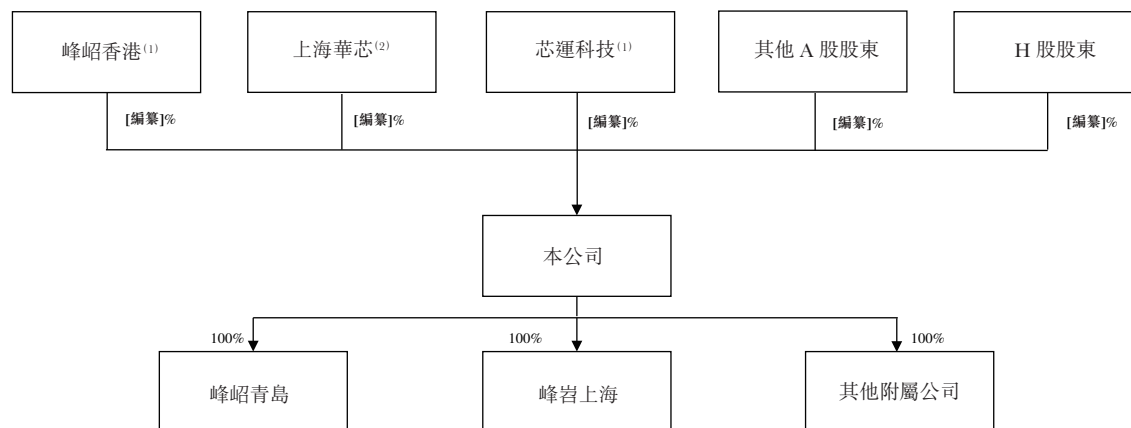 峰岹香港(1)
上海華芯(2)
芯運科技(1)
其他 A 股股東
H 股股東
[編纂]%
[編纂]%
[編纂]%
[編纂]%
[編纂]%
本公司
100%
100%
100%
峰岹青島
峰岩上海
其他附屬公司